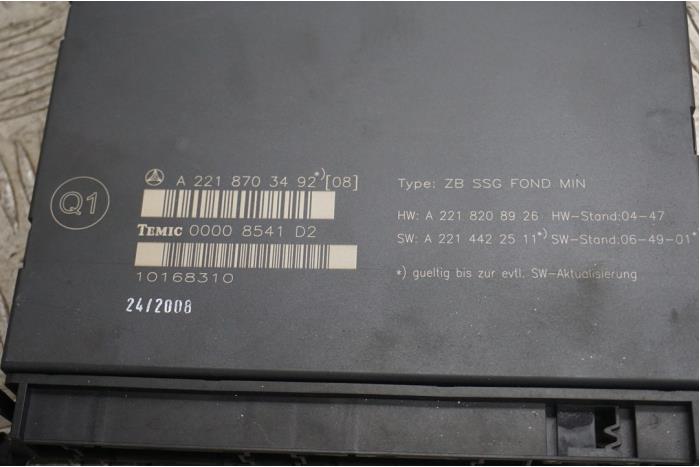 Q1
A 221 870 34 92*)[08]
TEMIC 0000 8541 D2
10168310
24/2008
Type: ZB SSG FOND MIN
HW: A 221 820 89 26 HW-Stand:04-47
SW: A 221 442 25 11*) SW-Stand:06-49-01*
*) gueltig bis zur evtl. SW-Aktualisierung